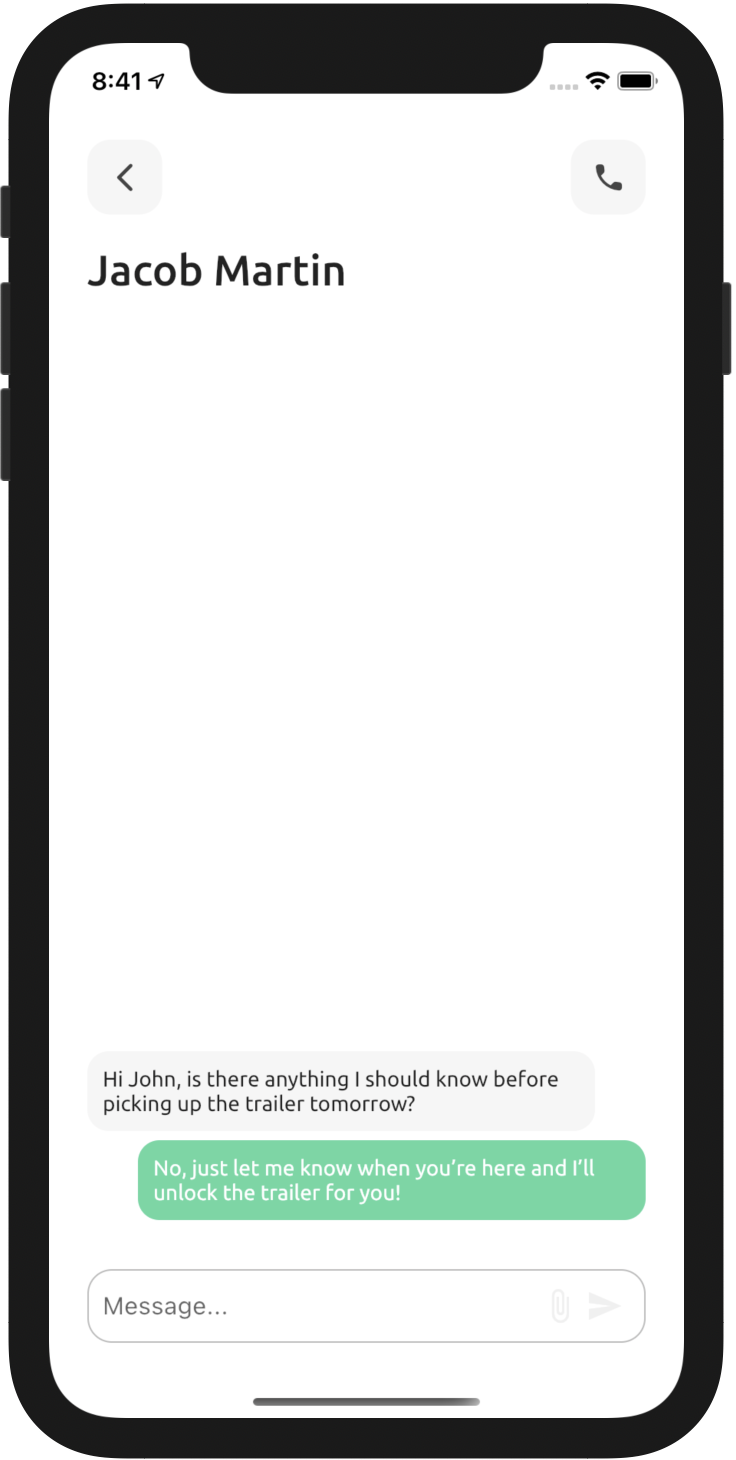 8:41
Jacob Martin
Hi John, is there anything I should know before
picking up the trailer tomorrow?
No, just let me know when you’re here and I’ll
unlock the trailer for you!
Message...